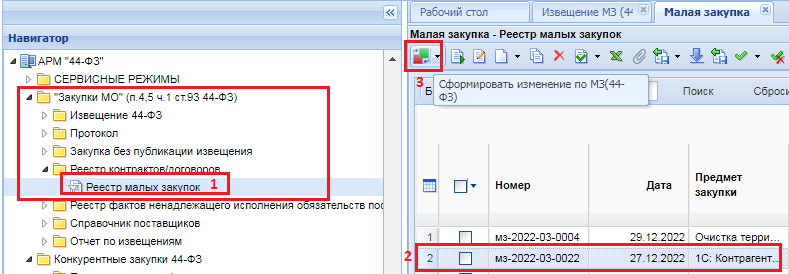 Навигатор
АРМ "44-ФЗ"
СЕРВИСНЫЕ РЕЖИМЫ
"Закупки МО" (п.4,5 ч.1 ст.93 44-ФЗ)
Извещение 44-ФЗ
Протокол
Закупка без публикации извещения
Реестр контрактов/договоров
Реестр малых закупок 1
Реестр фактов ненадлежащего исполнения обязательств пос
Справочник поставщиков
Отчет по извещениям
Конкурентные закупки 44-ФЗ
Рабочий стол Извещение МЗ (44- Малая закупка
Малая закупка - Реестр малых закупок
3 Сформировать изменение по МЗ(44-
ФЗ)
Б Поиск Сброси
Номер Дата Предмет
закупки
1 мз-2022-03-0004 29.12.2022 Очистка терри...
2 2 мз-2022-03-0022 27.12.2022 1С: Контрагент...